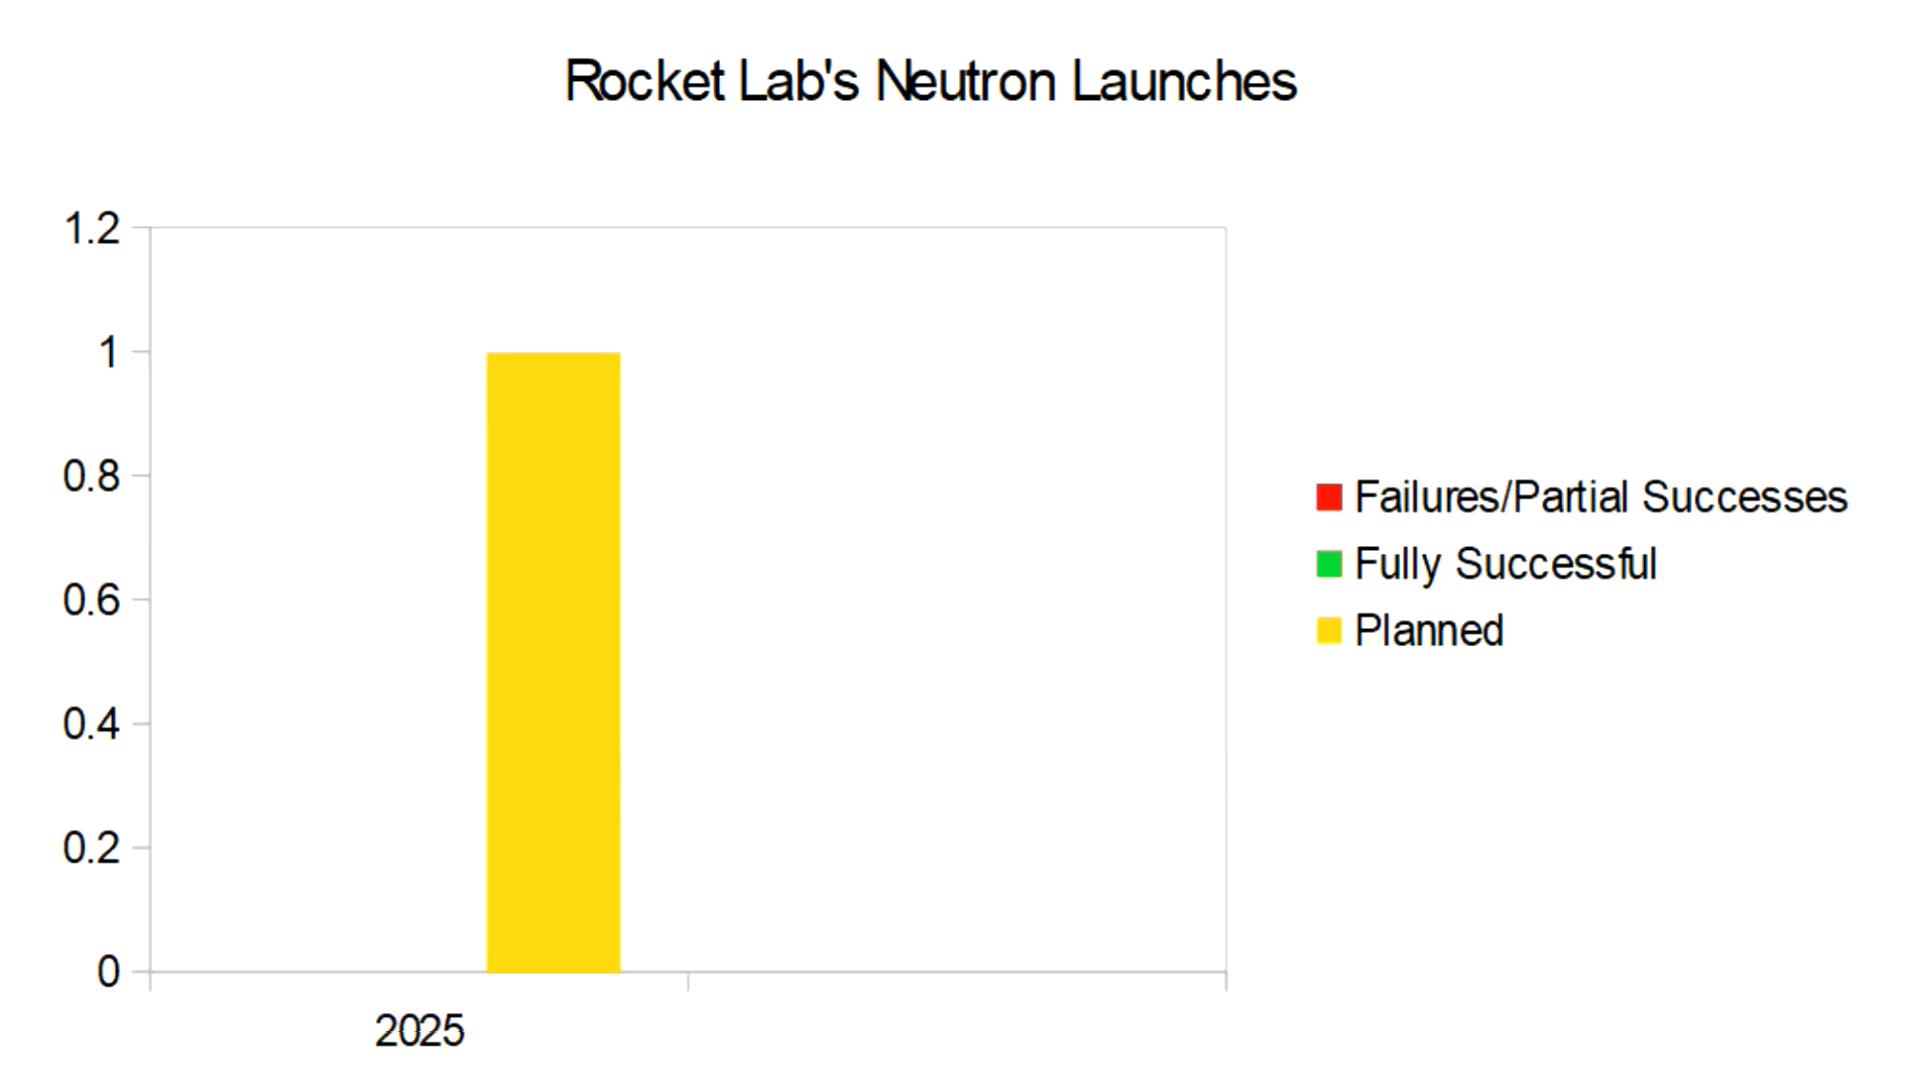 Rocket Lab's Neutron Launches
1.2
1
0.8
0.6
0.4
0.2
0
2025
Failures/Partial Successes
Fully Successful
Planned